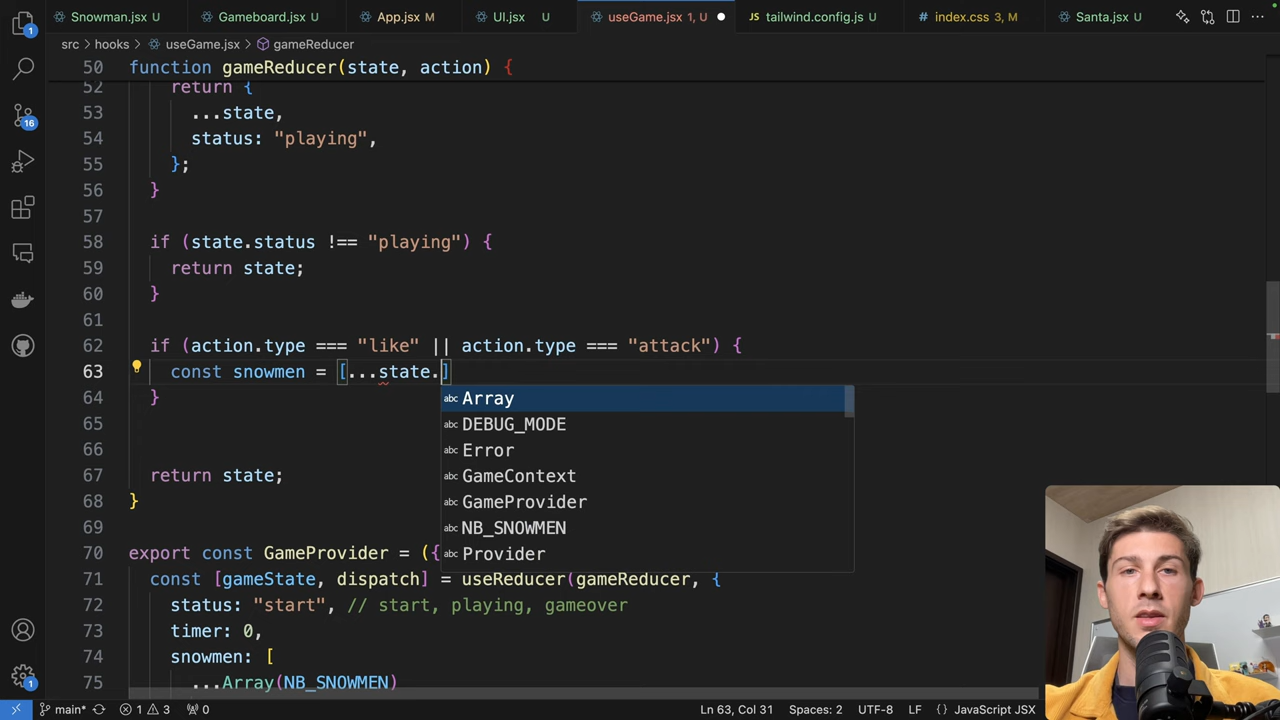 Snowman.jsx U
Gameboard.jsx U
App.jsx M
UI.jsx U
useGame.jsx 1, U
tailwind.config.js U
index.css 3, M
Santa.jsx U
src > hooks > useGame.jsx > gameReducer
50 function gameReducer(state, action) {
52 return {
53 ...state,
54 status: "playing",
55 };
56 }
57
58 if (state.status !== "playing") {
59 return state;
60 }
61
62 if (action.type === "like" || action.type === "attack") {
63 const snowmen = [...state.]
64 }
65
66
67 return state;
68 }
69
70 export const GameProvider = ({
71 const [gameState, dispatch] = useReducer(gameReducer, {
72 status: "start", // start, playing, gameover
73 timer: 0,
74 snowmen: [
75 ...Array(NB_SNOWMEN)
abc Array
abc DEBUG_MODE
abc Error
abc GameContext
abc GameProvider
abc NB_SNOWMEN
abc Provider
1
16
1
main* 1 3 0 Ln 63, Col 31 Spaces: 2 UTF-8 LF {} JavaScript JSX